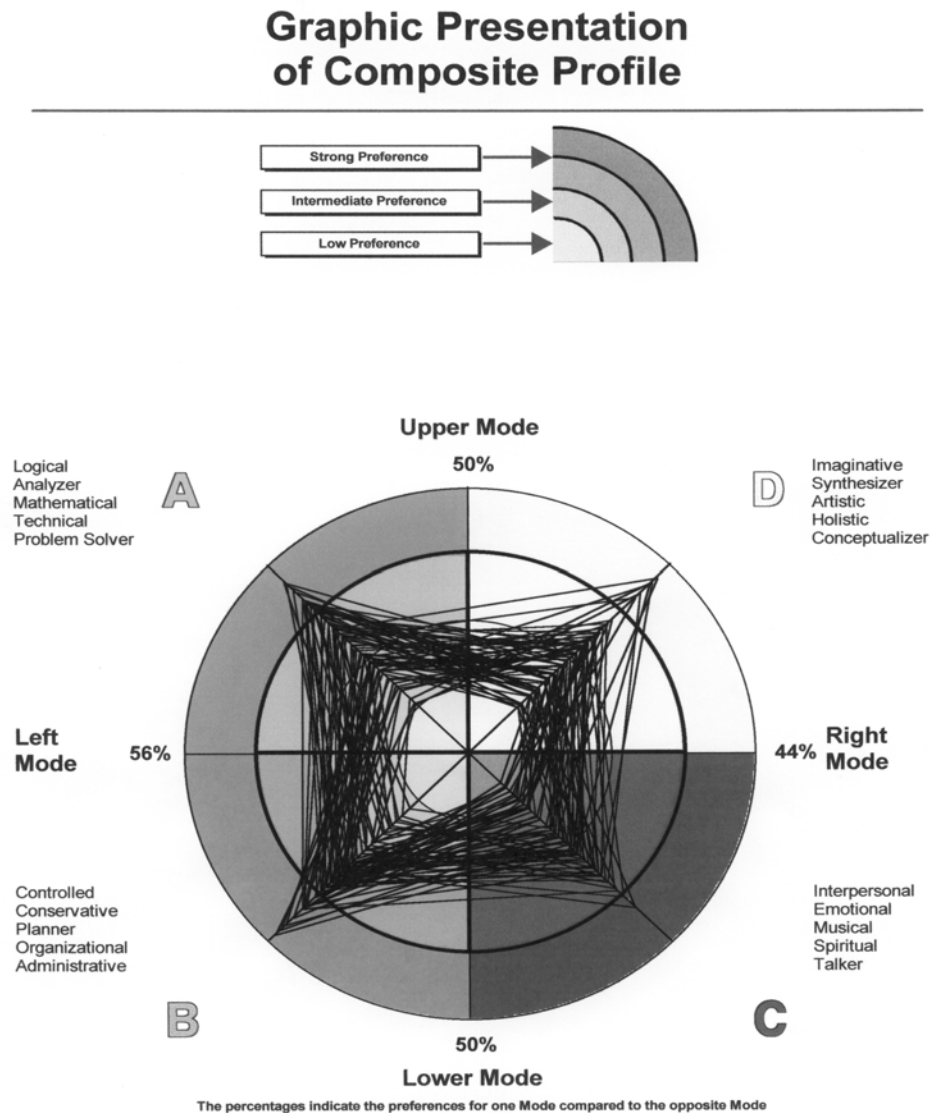 Graphic Presentation
of Composite Profile
Strong Preference
Intermediate Preference
Low Preference
Upper Mode
50%
Logical
Analyzer
Mathematical
Technical
Problem Solver
A
D
Imaginative
Synthesizer
Artistic
Holistic
Conceptualizer
Left
Mode
56%
44%
Right
Mode
Controlled
Conservative
Planner
Organizational
Administrative
B
C
Interpersonal
Emotional
Musical
Spiritual
Talker
50%
Lower Mode
The percentages indicate the preferences for one Mode compared to the opposite Mode